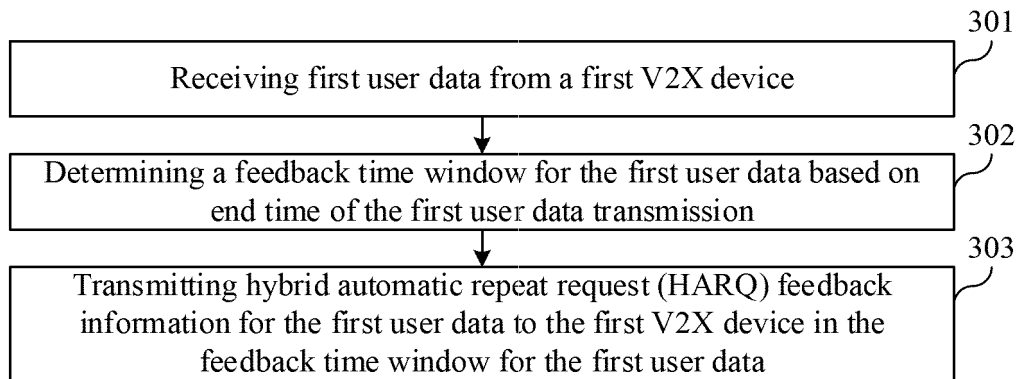 301
Receiving first user data from a first V2X device
302
Determining a feedback time window for the first user data based on
end time of the first user data transmission
303
Transmitting hybrid automatic repeat request (HARQ) feedback
information for the first user data to the first V2X device in the
feedback time window for the first user data